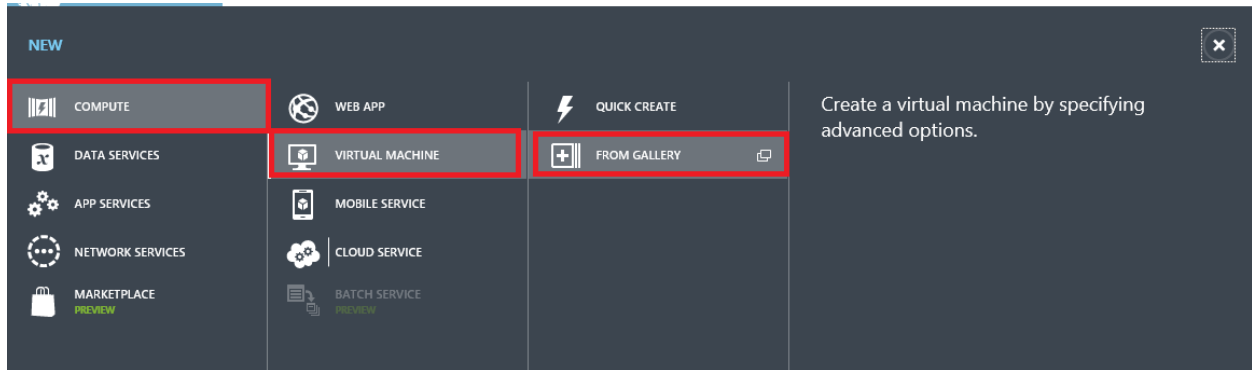 NEW
COMPUTE
DATA SERVICES
APP SERVICES
NETWORK SERVICES
MARKETPLACE
PREVIEW
WEB APP
VIRTUAL MACHINE
MOBILE SERVICE
CLOUD SERVICE
BATCH SERVICE
PREVIEW
QUICK CREATE
FROM GALLERY
Create a virtual machine by specifying
advanced options.